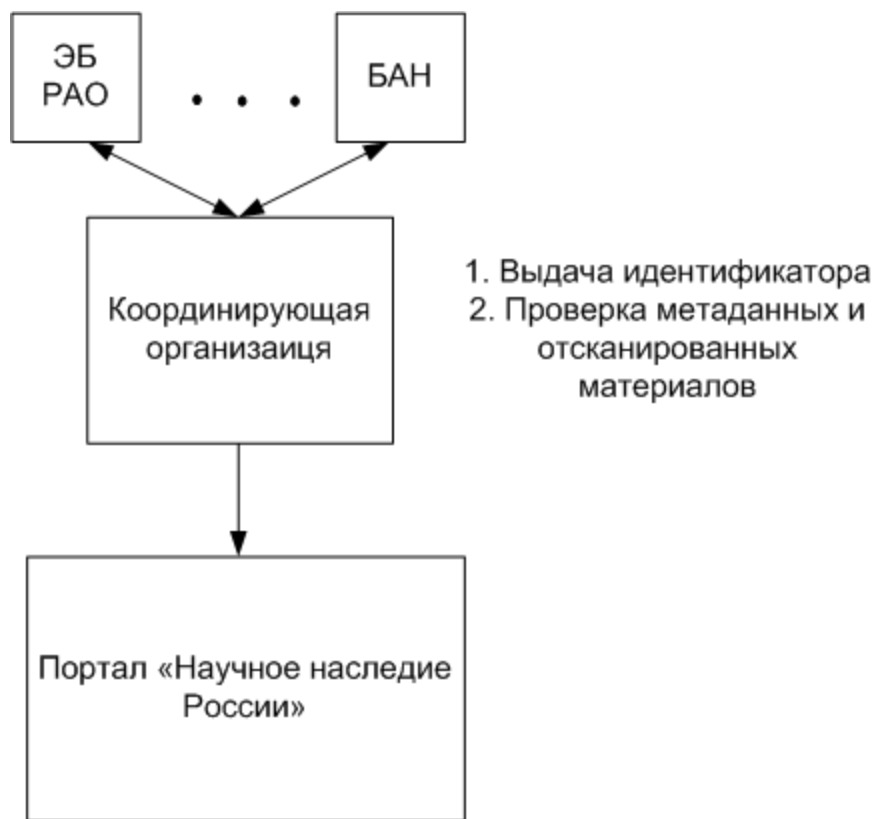 ЭБ
РАО
. . .
БАН
Координирующая
организаиця
1. Выдача идентификатора
2. Проверка метаданных и
отсканированных
материалов
Портал «Научное наследие
России»